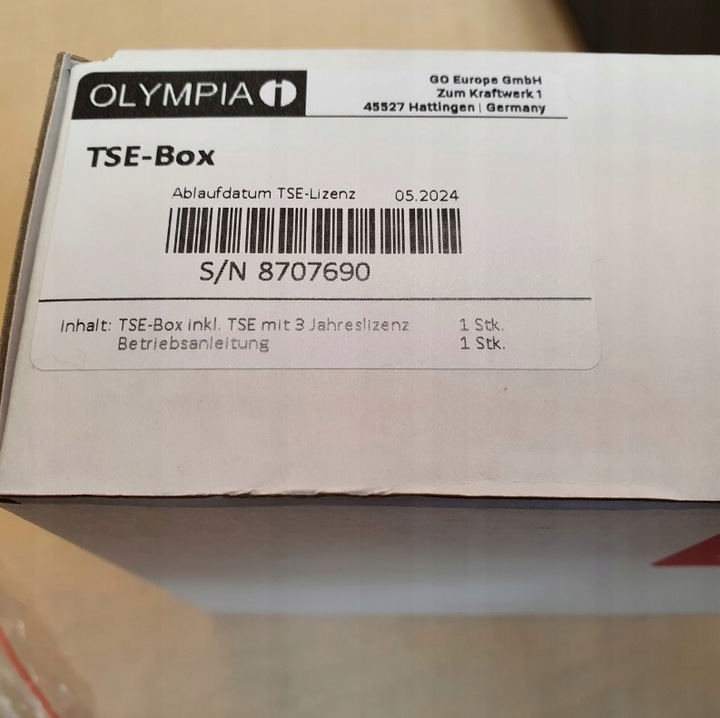 OLYMPIA
GO Europe GmbH
Zum Kraftwerk 1
45527 Hattingen | Germany
TSE-Box
Ablaufdatum TSE-Lizenz 05.2024
S/N 8707690
Inhalt: TSE-Box inkl. TSE mit 3 Jahreslizenz 1 Stk.
Betriebsanleitung 1 Stk.